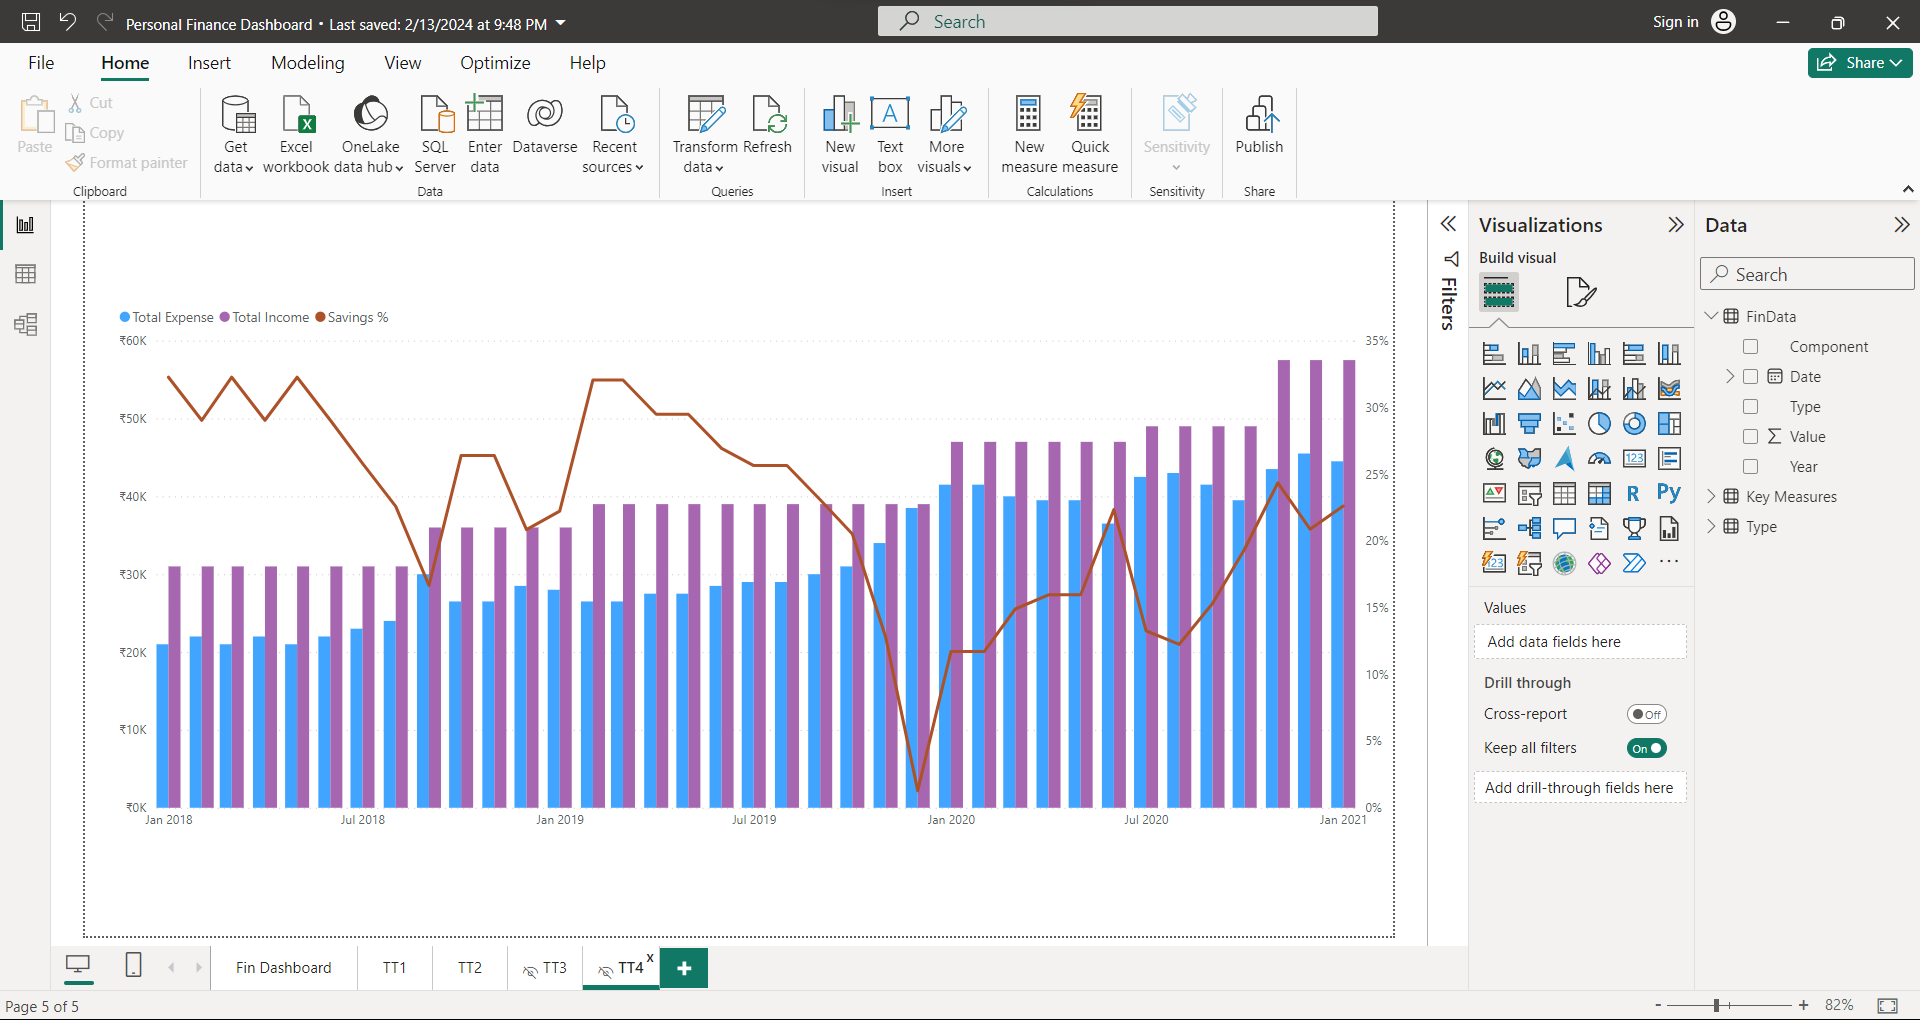 Personal Finance Dashboard • Last saved: 2/13/2024 at 9:48 PM
Search
Sign in
File Home Insert Modeling View Optimize Help
Share
Paste
Cut
Copy
Format painter
Clipboard
Get data
Excel workbook
OneLake data hub
SQL Server
Enter data
Dataverse
Recent sources
Data
Transform data
Refresh
Queries
New visual
Text box
More visuals
Insert
New measure
Quick measure
Calculations
Sensitivity
Sensitivity
Publish
Share
Total Expense Total Income Savings %
₹60K
₹50K
₹40K
₹30K
₹20K
₹10K
₹0K
35%
30%
25%
20%
15%
10%
5%
0%
Jan 2018 Jul 2018 Jan 2019 Jul 2019 Jan 2020 Jul 2020 Jan 2021
Filters
Visualizations
Build visual
123
R
Py
123
Values
Add data fields here
Drill through
Cross-report Off
Keep all filters On
Add drill-through fields here
Data
Search
FinData
Component
Date
Type
Σ Value
Year
Key Measures
Type
Fin Dashboard TT1 TT2 TT3 TT4 x +
Page 5 of 5
- + 82%